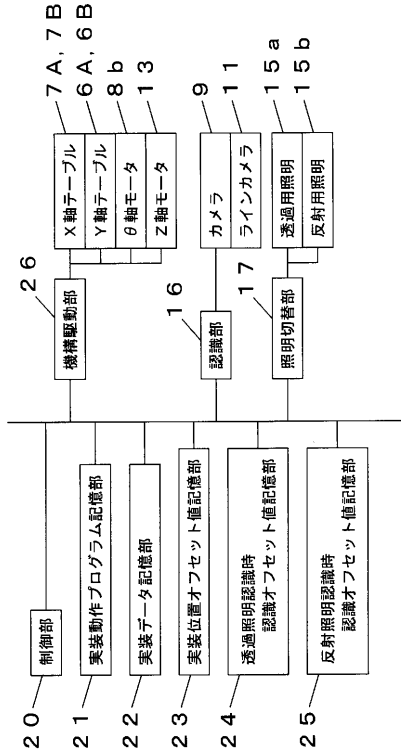 20 制御部
21 実装動作プログラム記憶部
22 実装データ記憶部
23 実装位置オフセット値記憶部
24 透過照明認識時
認識オフセット値記憶部
25 反射照明認識時
認識オフセット値記憶部
26 機構駆動部
X軸テーブル 7A,7B
Y軸テーブル 6A,6B
θ軸モータ 8b
Z軸モータ 13
16 認識部
カメラ 9
ラインカメラ 11
17 照明切替部
透過用照明 15a
反射用照明 15b